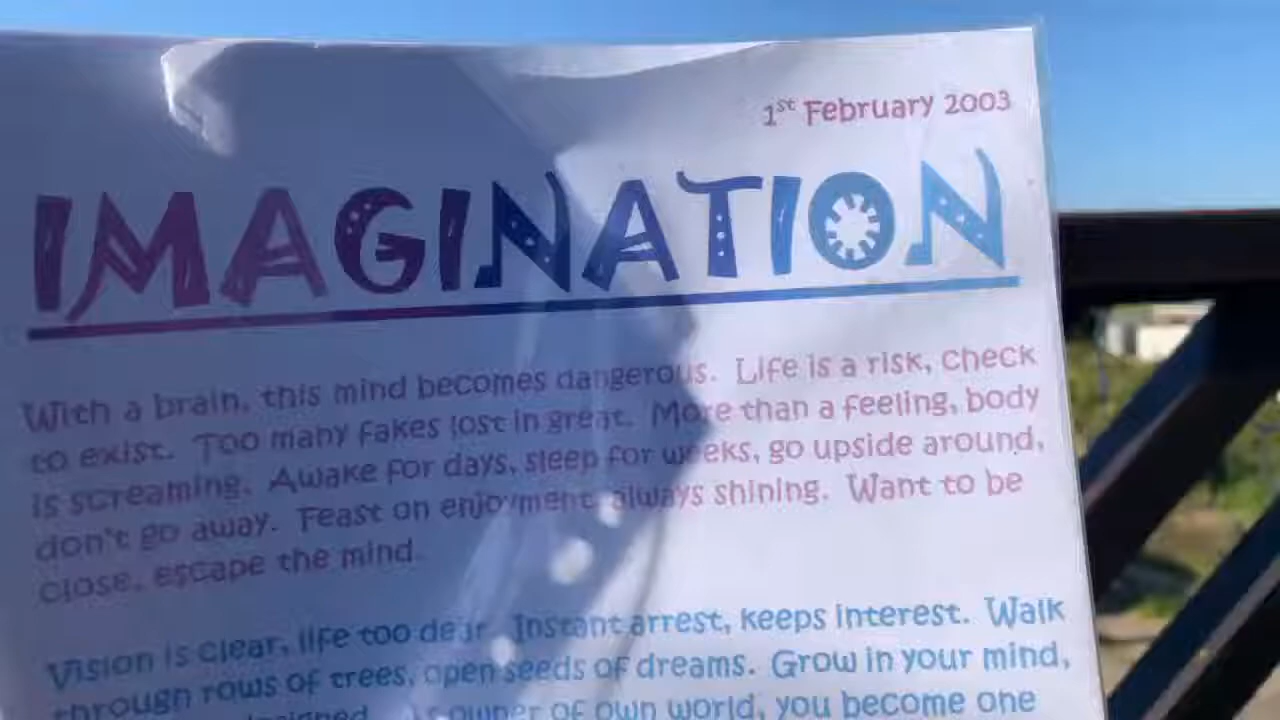 1st February 2003
IMAGINATION
With a brain, this mind becomes dangerous. Life is a risk, check
to exist. Too many fakes lost in great. More than a feeling, body
is screaming. Awake for days, sleep for weeks, go upside around,
don't go away. Feast on enjoyment always shining. Want to be
close, escape the mind.
Vision is clear, life too dear. Instant arrest, keeps interest. Walk
through rows of trees, open seeds of dreams. Grow in your mind,
owner of own world, you become one